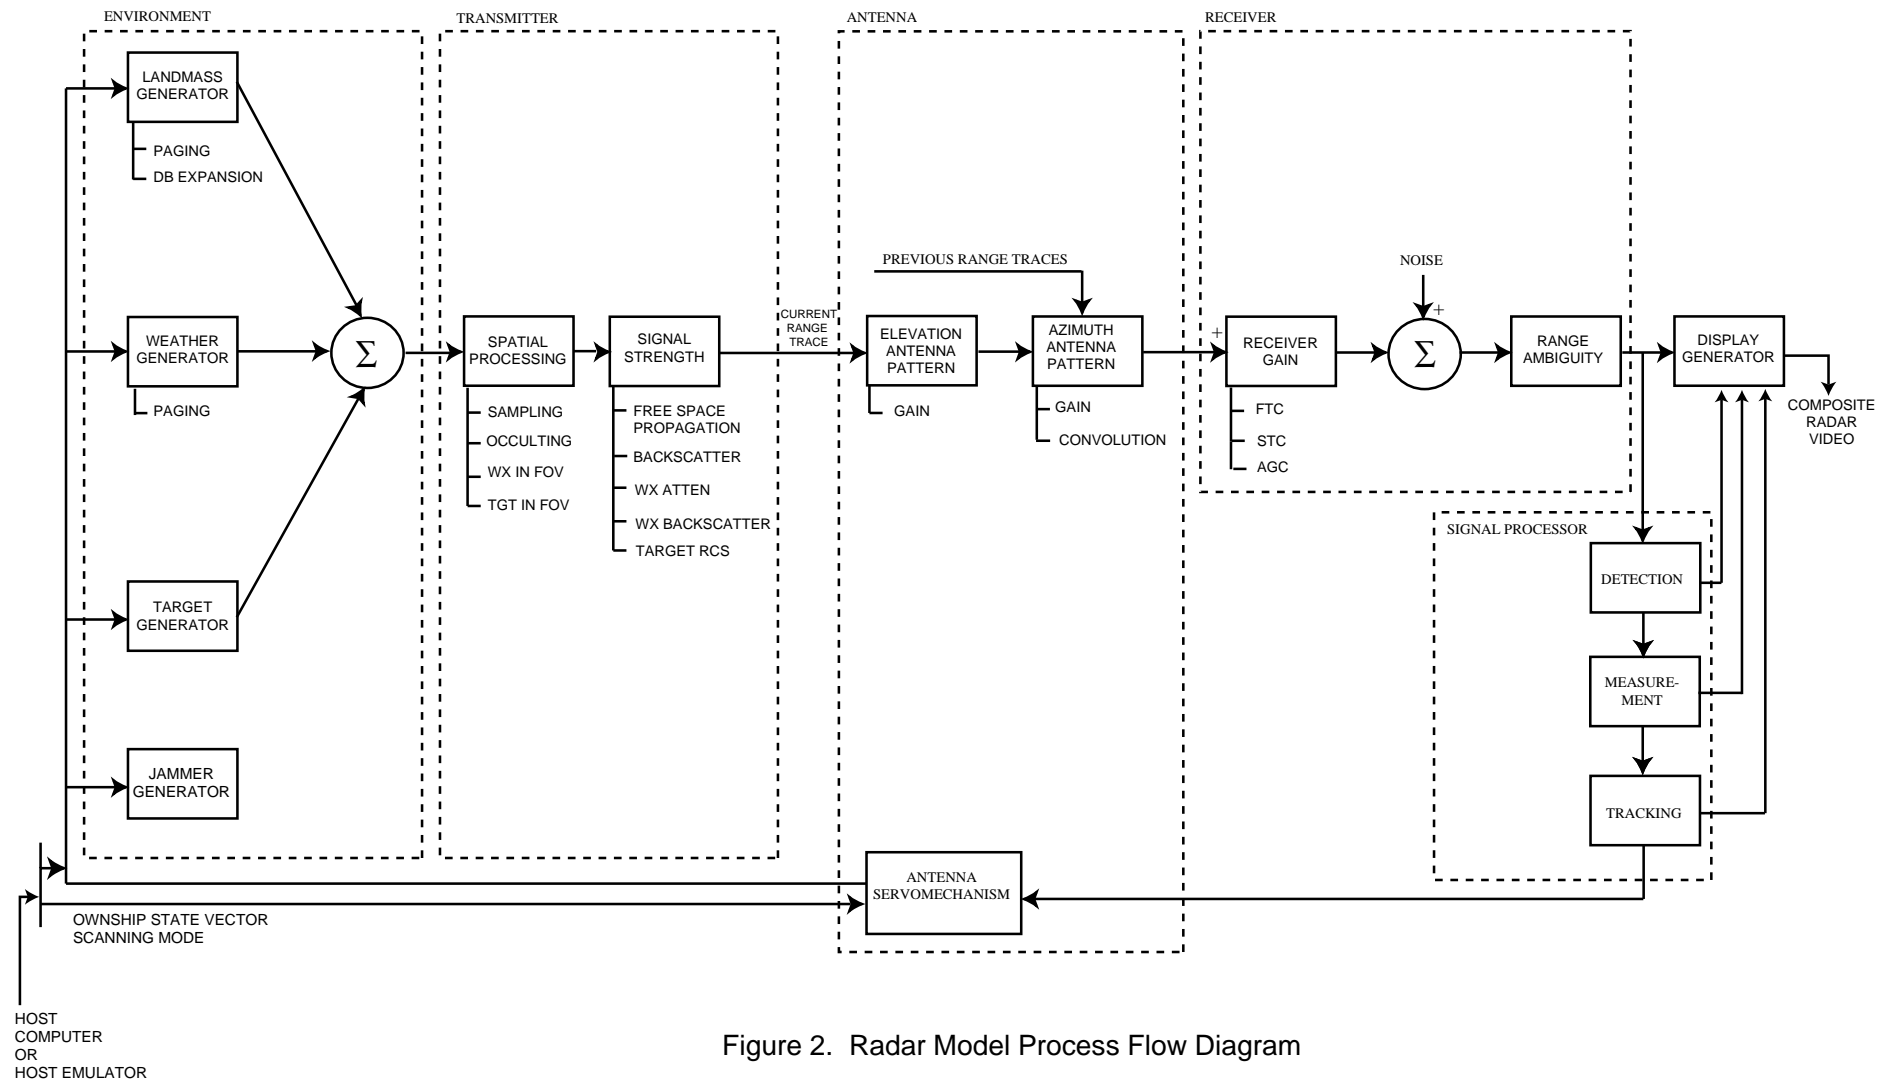 ENVIRONMENT
LANDMASS
GENERATOR
PAGING
DB EXPANSION
WEATHER
GENERATOR
PAGING
TARGET
GENERATOR
JAMMER
GENERATOR
Σ
TRANSMITTER
SPATIAL
PROCESSING
SAMPLING
OCCULTING
WX IN FOV
TGT IN FOV
SIGNAL
STRENGTH
FREE SPACE
PROPAGATION
BACKSCATTER
WX ATTEN
WX BACKSCATTER
TARGET RCS
CURRENT
RANGE
TRACE
ANTENNA
PREVIOUS RANGE TRACES
ELEVATION
ANTENNA
PATTERN
GAIN
AZIMUTH
ANTENNA
PATTERN
GAIN
CONVOLUTION
ANTENNA
SERVOMECHANISM
RECEIVER
+
RECEIVER
GAIN
FTC
STC
AGC
NOISE
+
Σ
RANGE
AMBIGUITY
DISPLAY
GENERATOR
COMPOSITE
RADAR
VIDEO
SIGNAL PROCESSOR
DETECTION
MEASURE-
MENT
TRACKING
OWNSHIP STATE VECTOR
SCANNING MODE
HOST
COMPUTER
OR
HOST EMULATOR
Figure 2. Radar Model Process Flow Diagram